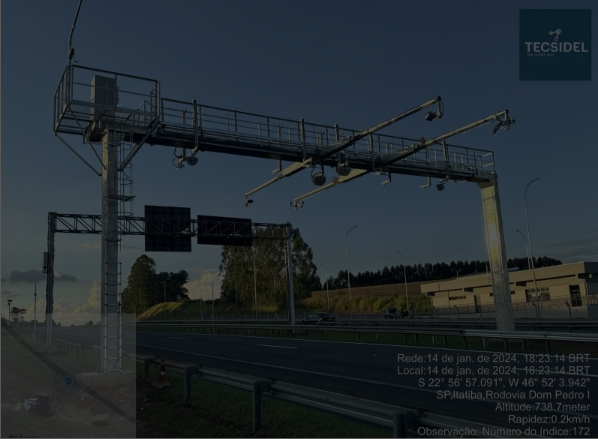 TECSIDEL
Rede:14 de jan. de 2024, 18:23:14 BRT
Local:14 de jan. de 2024, 18:23:14 BRT
S 22° 56' 57.091", W 46° 52' 3.942"
SP,Itatiba,Rodovia Dom Pedro I
Altitude:738.7m
Rapidez:0.2km/h
Observação: Número do índice:172